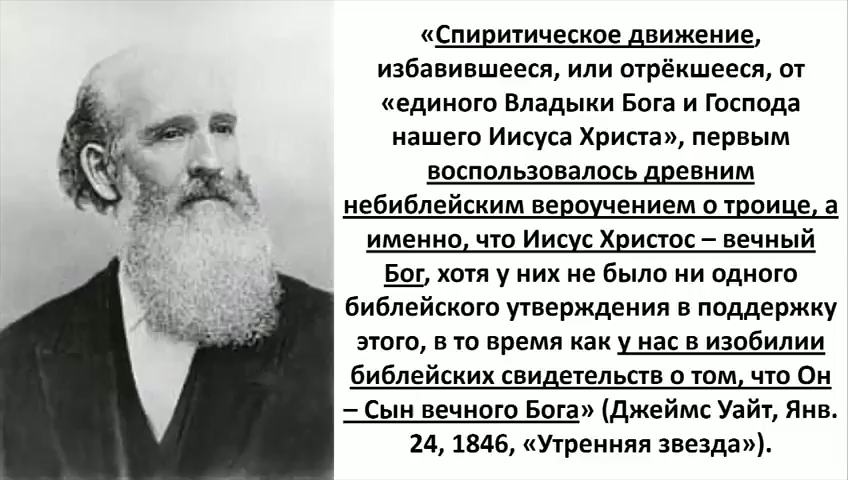 «Спиритическое движение,
избавившееся, или отрёкшееся, от
«единого Владыки Бога и Господа
нашего Иисуса Христа», первым
воспользовалось древним
небиблейским вероучением о троице, а
именно, что Иисус Христос – вечный
Бог, хотя у них не было ни одного
библейского утверждения в поддержку
этого, в то время как у нас в изобилии
библейских свидетельств о том, что Он
– Сын вечного Бога» (Джеймс Уайт, Янв.
24, 1846, «Утренняя звезда»).